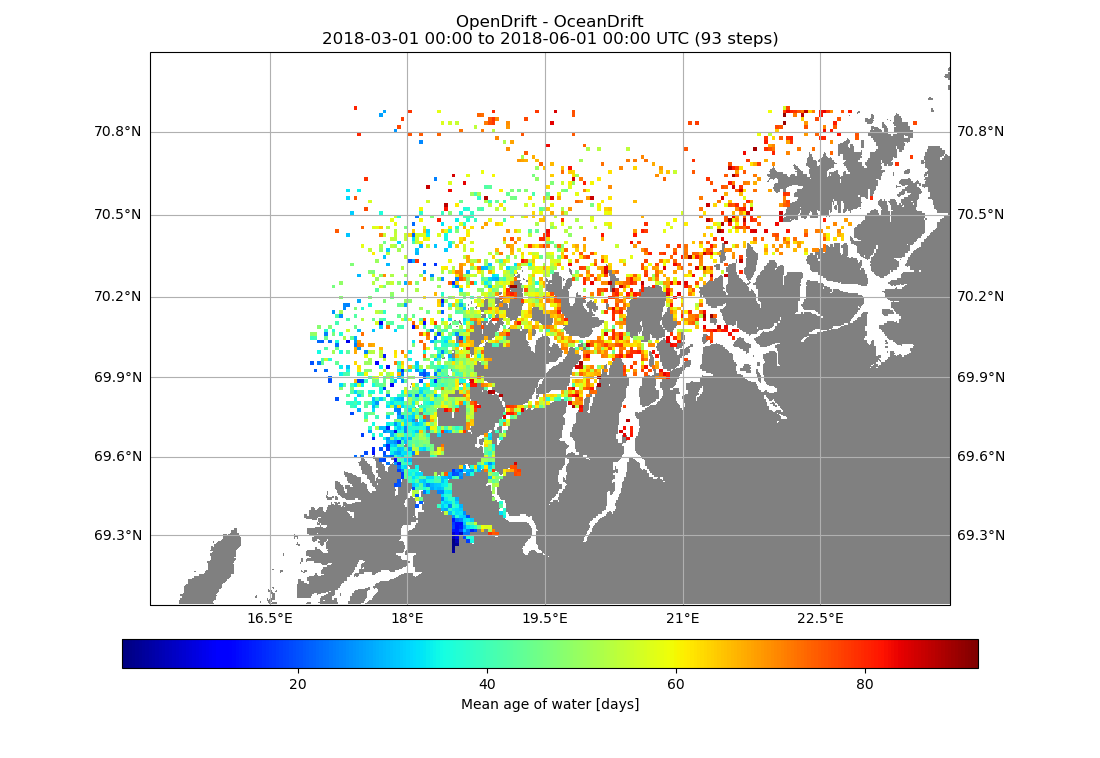 OpenDrift - OceanDrift
2018-03-01 00:00 to 2018-06-01 00:00 UTC (93 steps)
70.8°N 70.8°N
70.5°N 70.5°N
70.2°N 70.2°N
69.9°N 69.9°N
69.6°N 69.6°N
69.3°N 69.3°N
16.5°E 18°E 19.5°E 21°E 22.5°E
20 40 60 80
Mean age of water [days]